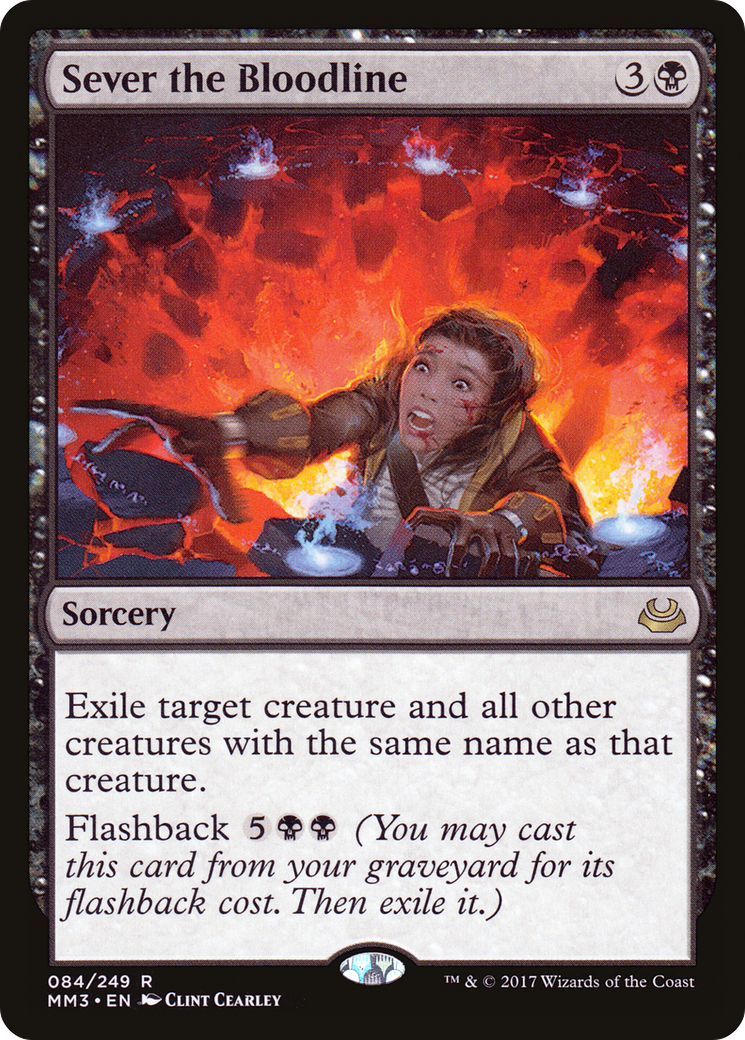 Sever the Bloodline 3
Sorcery
Exile target creature and all other
creatures with the same name as that
creature.
Flashback 5 (You may cast
this card from your graveyard for its
flashback cost. Then exile it.)
084/249 R
™ & © 2017 Wizards of the Coast
MM3 • EN Clint Cearley